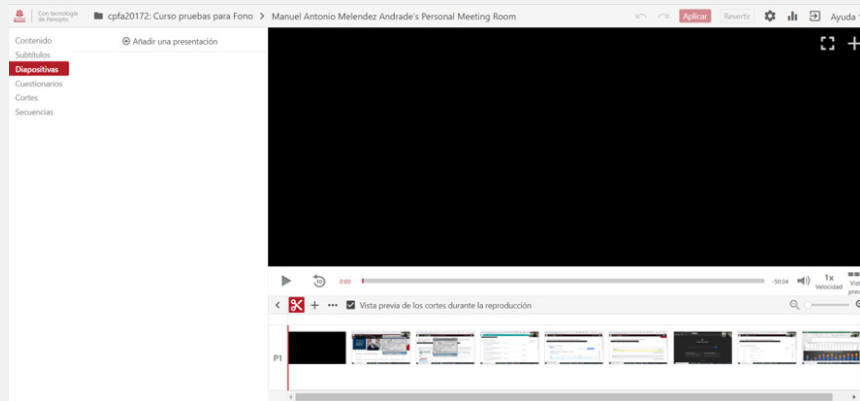 Con tecnología
de Panopto
cpfa20172: Curso pruebas para Fono > Manuel Antonio Melendez Andrade's Personal Meeting Room
Aplicar
Revertir
Ayuda
Contenido
Subtítulos
Diapositivas
Cuestionarios
Cortes
Secuencias
Añadir una presentación
10
0:00
-50:04
1x
Velocidad
Vista previa de los cortes durante la reproducción
P1